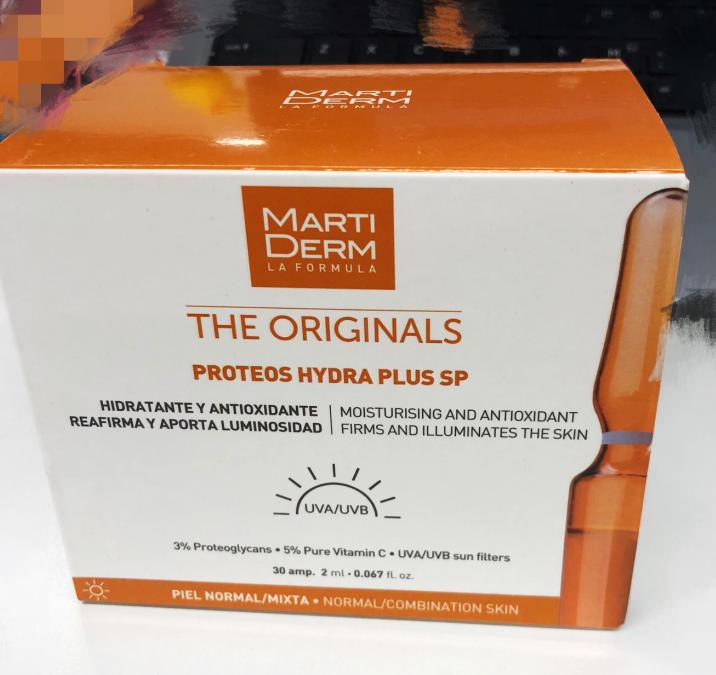 MARTI
DERM
LA FORMULA
MARTI
DERM
LA FORMULA
THE ORIGINALS
PROTEOS HYDRA PLUS SP
HIDRATANTE Y ANTIOXIDANTE
REAFIRMA Y APORTA LUMINOSIDAD
MOISTURISING AND ANTIOXIDANT
FIRMS AND ILLUMINATES THE SKIN
UVA/UVB
3% Proteoglycans • 5% Pure Vitamin C • UVA/UVB sun filters
30 amp. 2 ml • 0.067 fl. oz.
PIEL NORMAL/MIXTA • NORMAL/COMBINATION SKIN